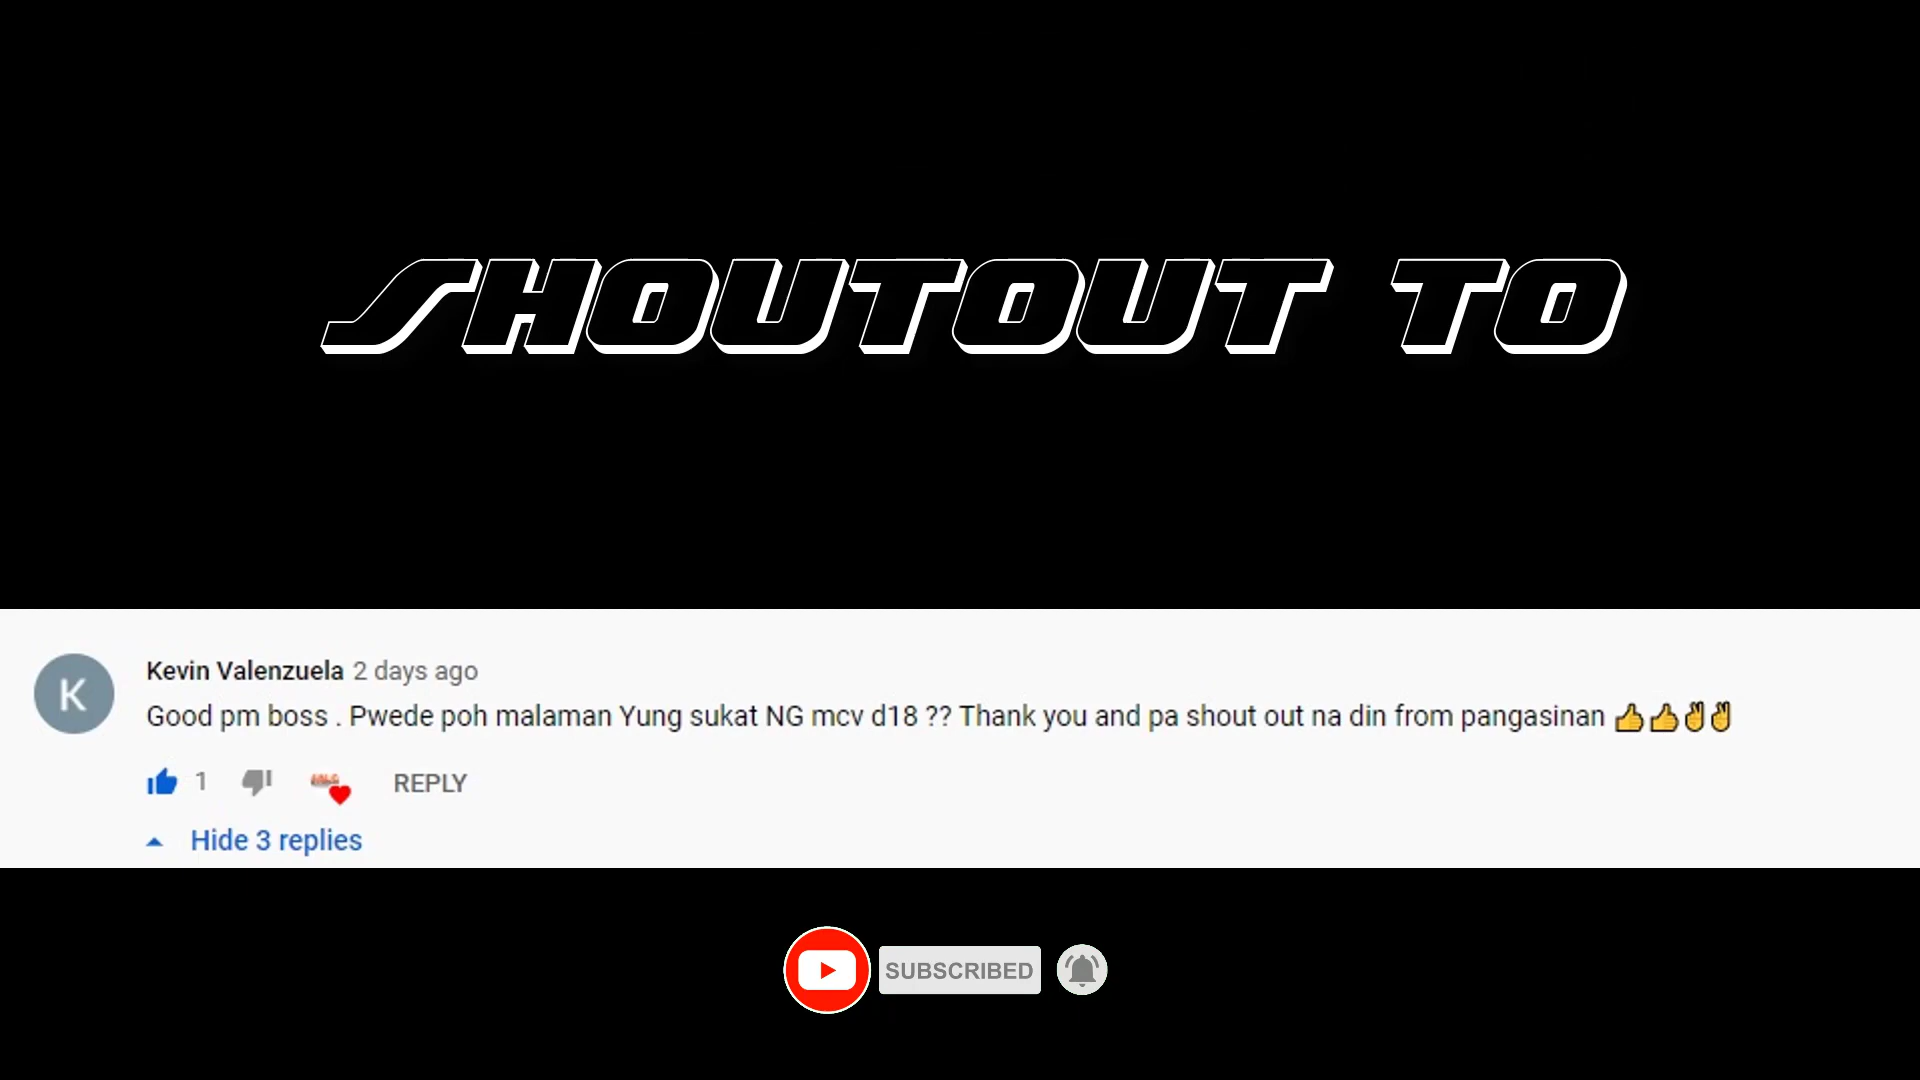 SHOUTOUT TO
K
Kevin Valenzuela 2 days ago
Good pm boss . Pwede poh malaman Yung sukat NG mcv d18 ?? Thank you and pa shout out na din from pangasinan 👍👍✌✌
1 REPLY
Hide 3 replies
SUBSCRIBED